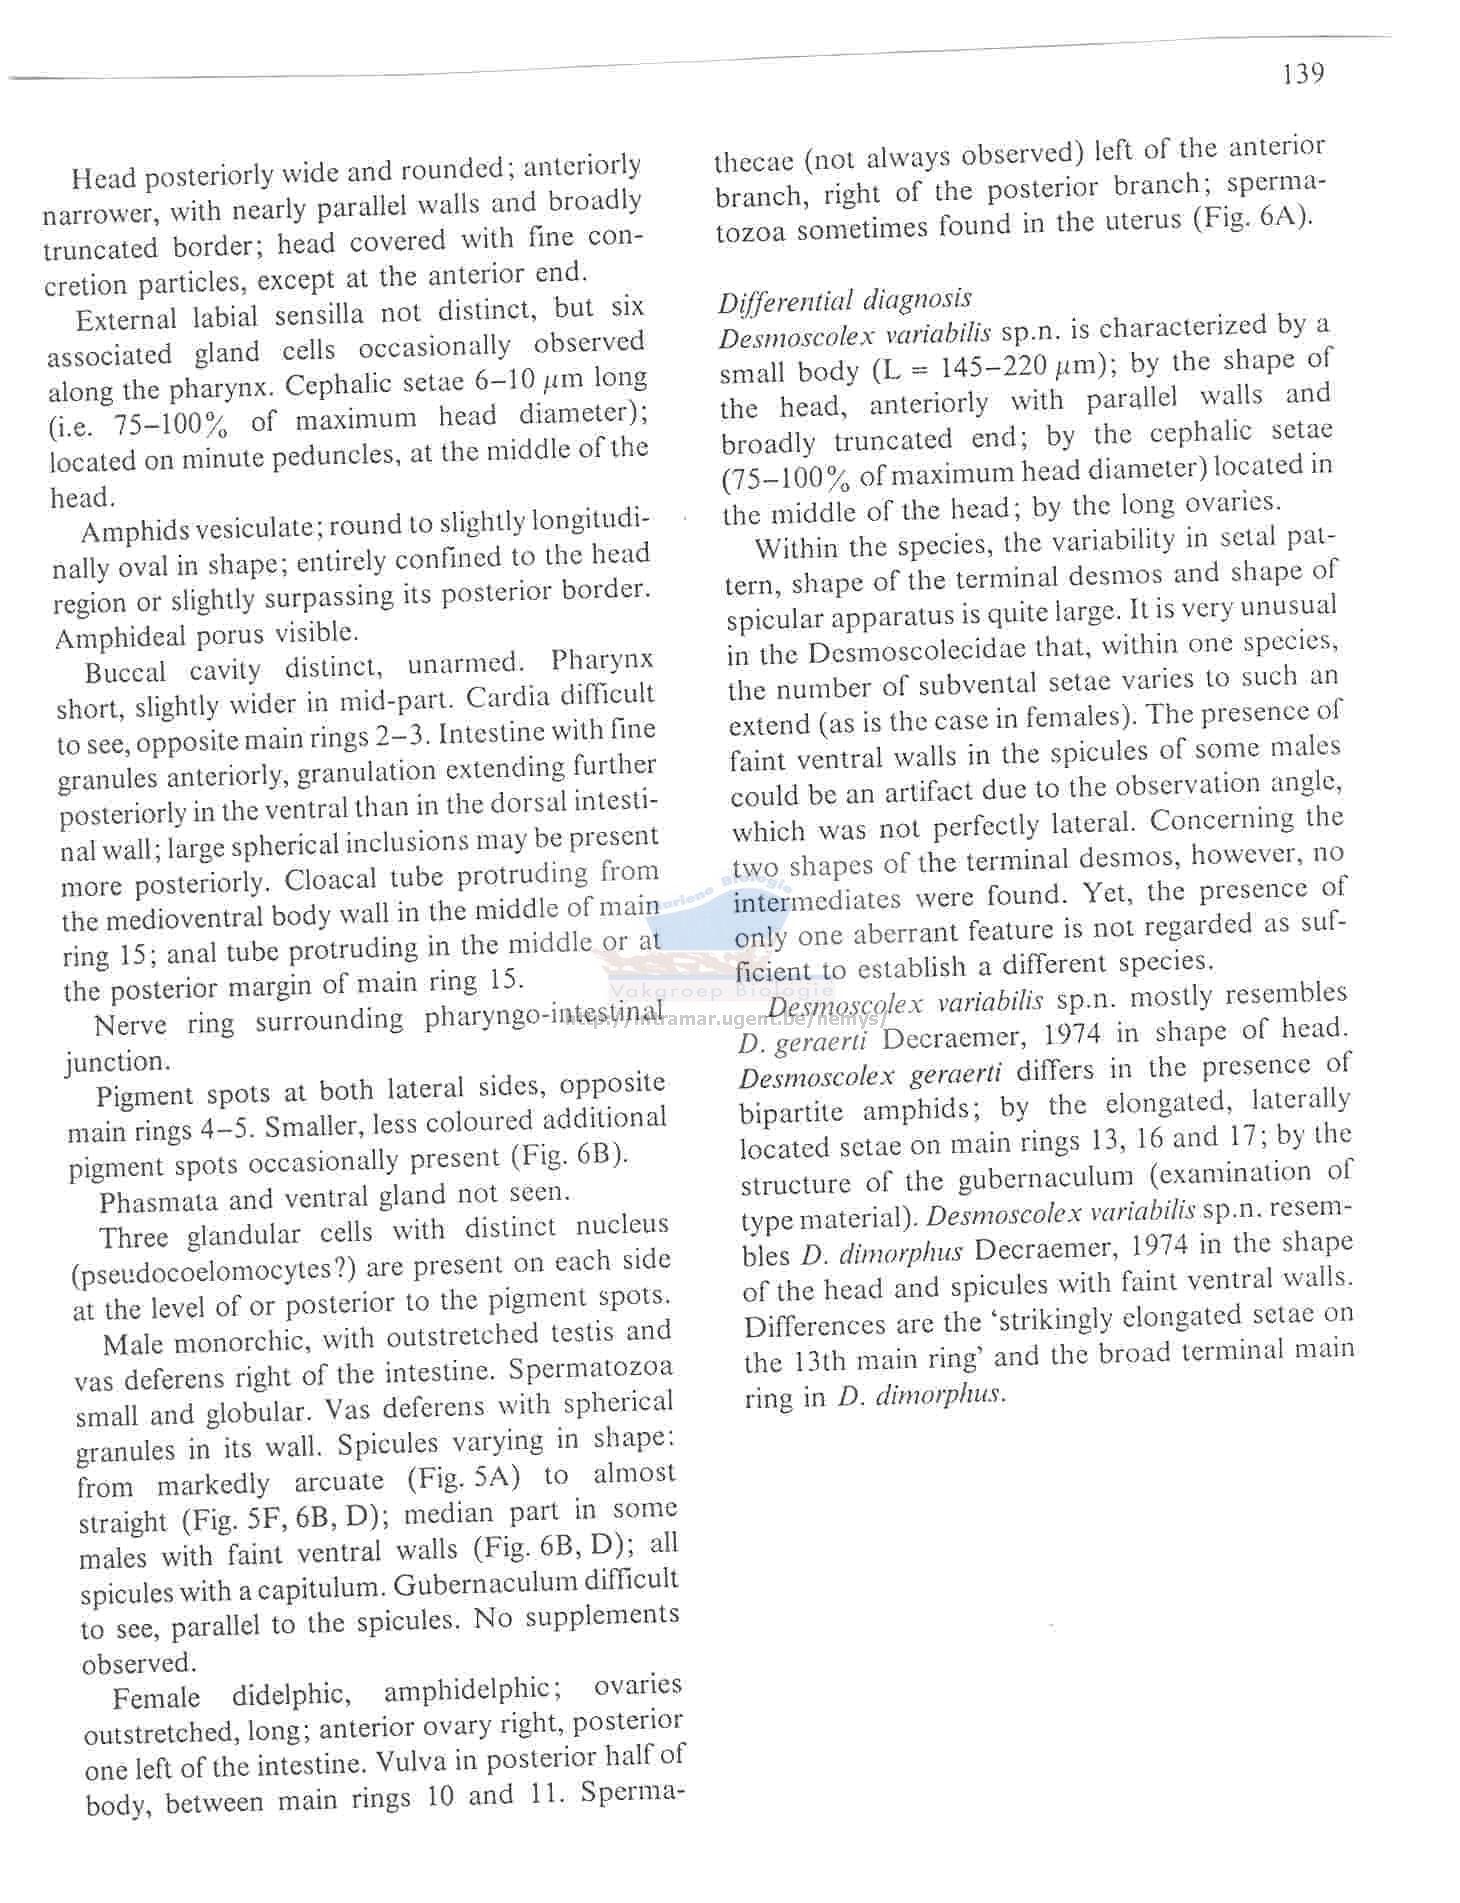 139
Head posteriorly wide and rounded; anteriorly
narrower, with nearly parallel walls and broadly
truncated border; head covered with fine con-
cretion particles, except at the anterior end.
External labial sensilla not distinct, but six
associated gland cells occasionally observed
along the pharynx. Cephalic setae 6–10 μm long
(i.e. 75–100% of maximum head diameter);
located on minute peduncles, at the middle of the
head.
Amphids vesiculate; round to slightly longitudi-
nally oval in shape; entirely confined to the head
region or slightly surpassing its posterior border.
Amphideal porus visible.
Buccal cavity distinct, unarmed. Pharynx
short, slightly wider in mid-part. Cardia difficult
to see, opposite main rings 2–3. Intestine with fine
granules anteriorly, granulation extending further
posteriorly in the ventral than in the dorsal intesti-
nal wall; large spherical inclusions may be present
more posteriorly. Cloacal tube protruding from
the medioventral body wall in the middle of main
ring 15; anal tube protruding in the middle or at
the posterior margin of main ring 15.
Nerve ring surrounding pharyngo-intestinal
junction.
Pigment spots at both lateral sides, opposite
main rings 4–5. Smaller, less coloured additional
pigment spots occasionally present (Fig. 6B).
Phasmata and ventral gland not seen.
Three glandular cells with distinct nucleus
(pseudocoelomocytes?) are present on each side
at the level of or posterior to the pigment spots.
Male monorchic, with outstretched testis and
vas deferens right of the intestine. Spermatozoa
small and globular. Vas deferens with spherical
granules in its wall. Spicules varying in shape:
from markedly arcuate (Fig. 5A) to almost
straight (Fig. 5F, 6B, D); median part in some
males with faint ventral walls (Fig. 6B, D); all
spicules with a capitulum. Gubernaculum difficult
to see, parallel to the spicules. No supplements
observed.
Female didelphic, amphidelphic; ovaries
outstretched, long; anterior ovary right, posterior
one left of the intestine. Vulva in posterior half of
body, between main rings 10 and 11. Sperma-
thecae (not always observed) left of the anterior
branch, right of the posterior branch; sperma-
tozoa sometimes found in the uterus (Fig. 6A).
Differential diagnosis
Desmoscolex variabilis sp.n. is characterized by a
small body (L = 145–220 μm); by the shape of
the head, anteriorly with parallel walls and
broadly truncated end; by the cephalic setae
(75–100% of maximum head diameter) located in
the middle of the head; by the long ovaries.
Within the species, the variability in setal pat-
tern, shape of the terminal desmos and shape of
spicular apparatus is quite large. It is very unusual
in the Desmoscolecidae that, within one species,
the number of subvental setae varies to such an
extend (as is the case in females). The presence of
faint ventral walls in the spicules of some males
could be an artifact due to the observation angle,
which was not perfectly lateral. Concerning the
two shapes of the terminal desmos, however, no
intermediates were found. Yet, the presence of
only one aberrant feature is not regarded as suf-
ficient to establish a different species.
Desmoscolex variabilis sp.n. mostly resembles
D. geraerti Decraemer, 1974 in shape of head.
Desmoscolex geraerti differs in the presence of
bipartite amphids; by the elongated, laterally
located setae on main rings 13, 16 and 17; by the
structure of the gubernaculum (examination of
type material). Desmoscolex variabilis sp.n. resem-
bles D. dimorphus Decraemer, 1974 in the shape
of the head and spicules with faint ventral walls.
Differences are the ‘strikingly elongated setae on
the 13th main ring’ and the broad terminal main
ring in D. dimorphus.
Mariene Biologie
Vakgroep Biologie
http://intramar.ugent.be/nemys/